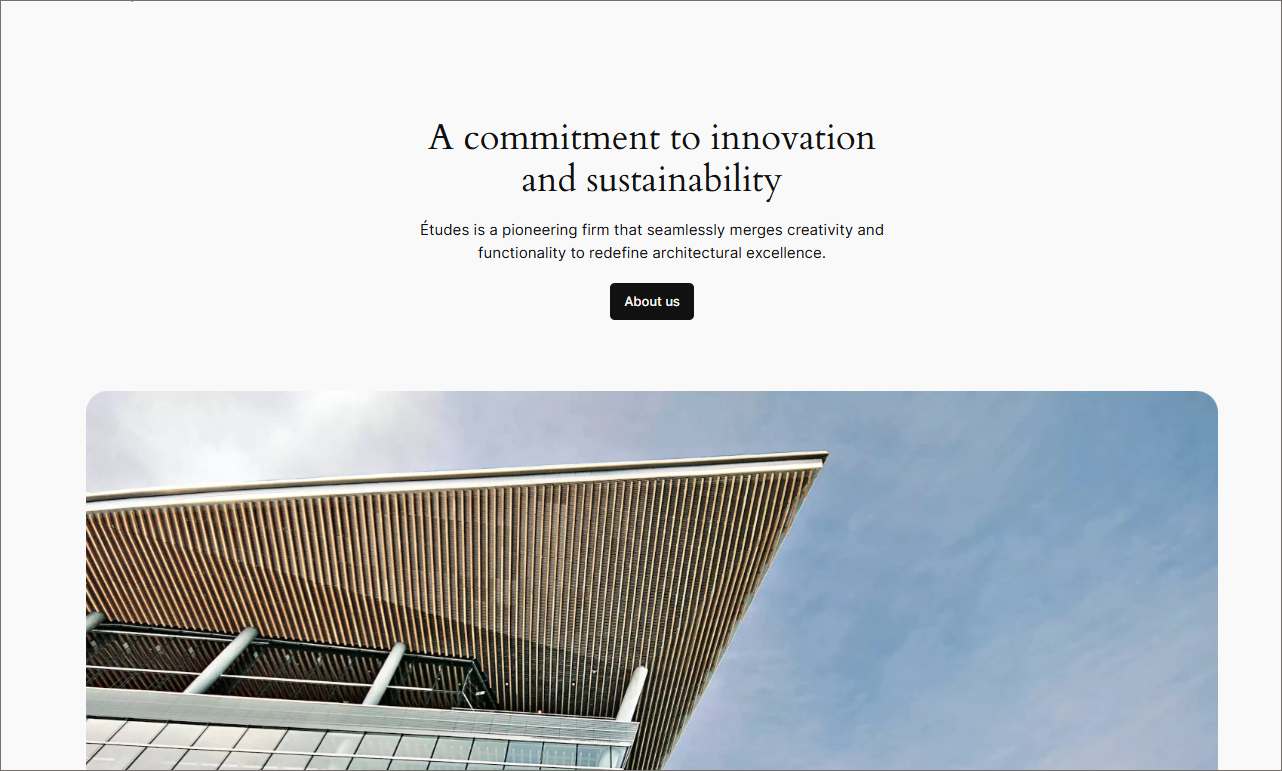 A commitment to innovation
and sustainability
Études is a pioneering firm that seamlessly merges creativity and
functionality to redefine architectural excellence.
About us